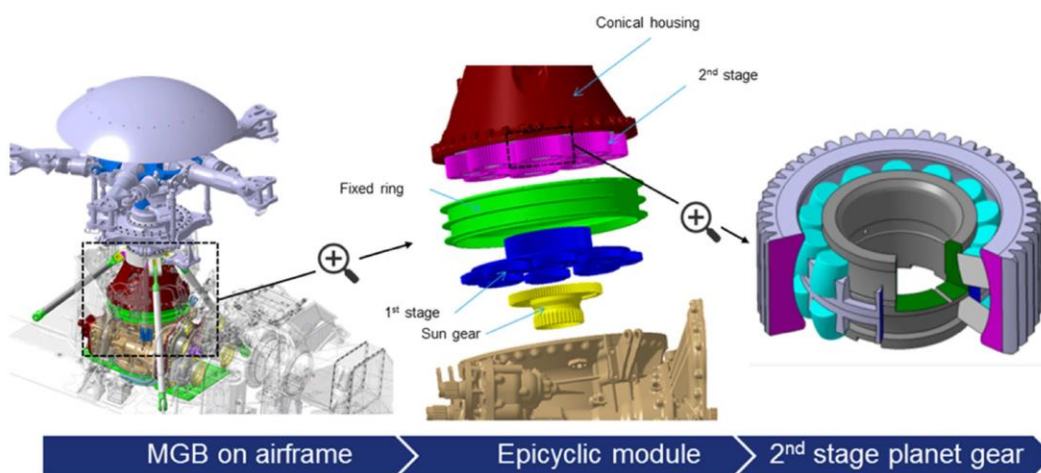 Conical housing
2nd stage
Fixed ring
1st stage
Sun gear
MGB on airframe
Epicyclic module
2nd stage planet gear